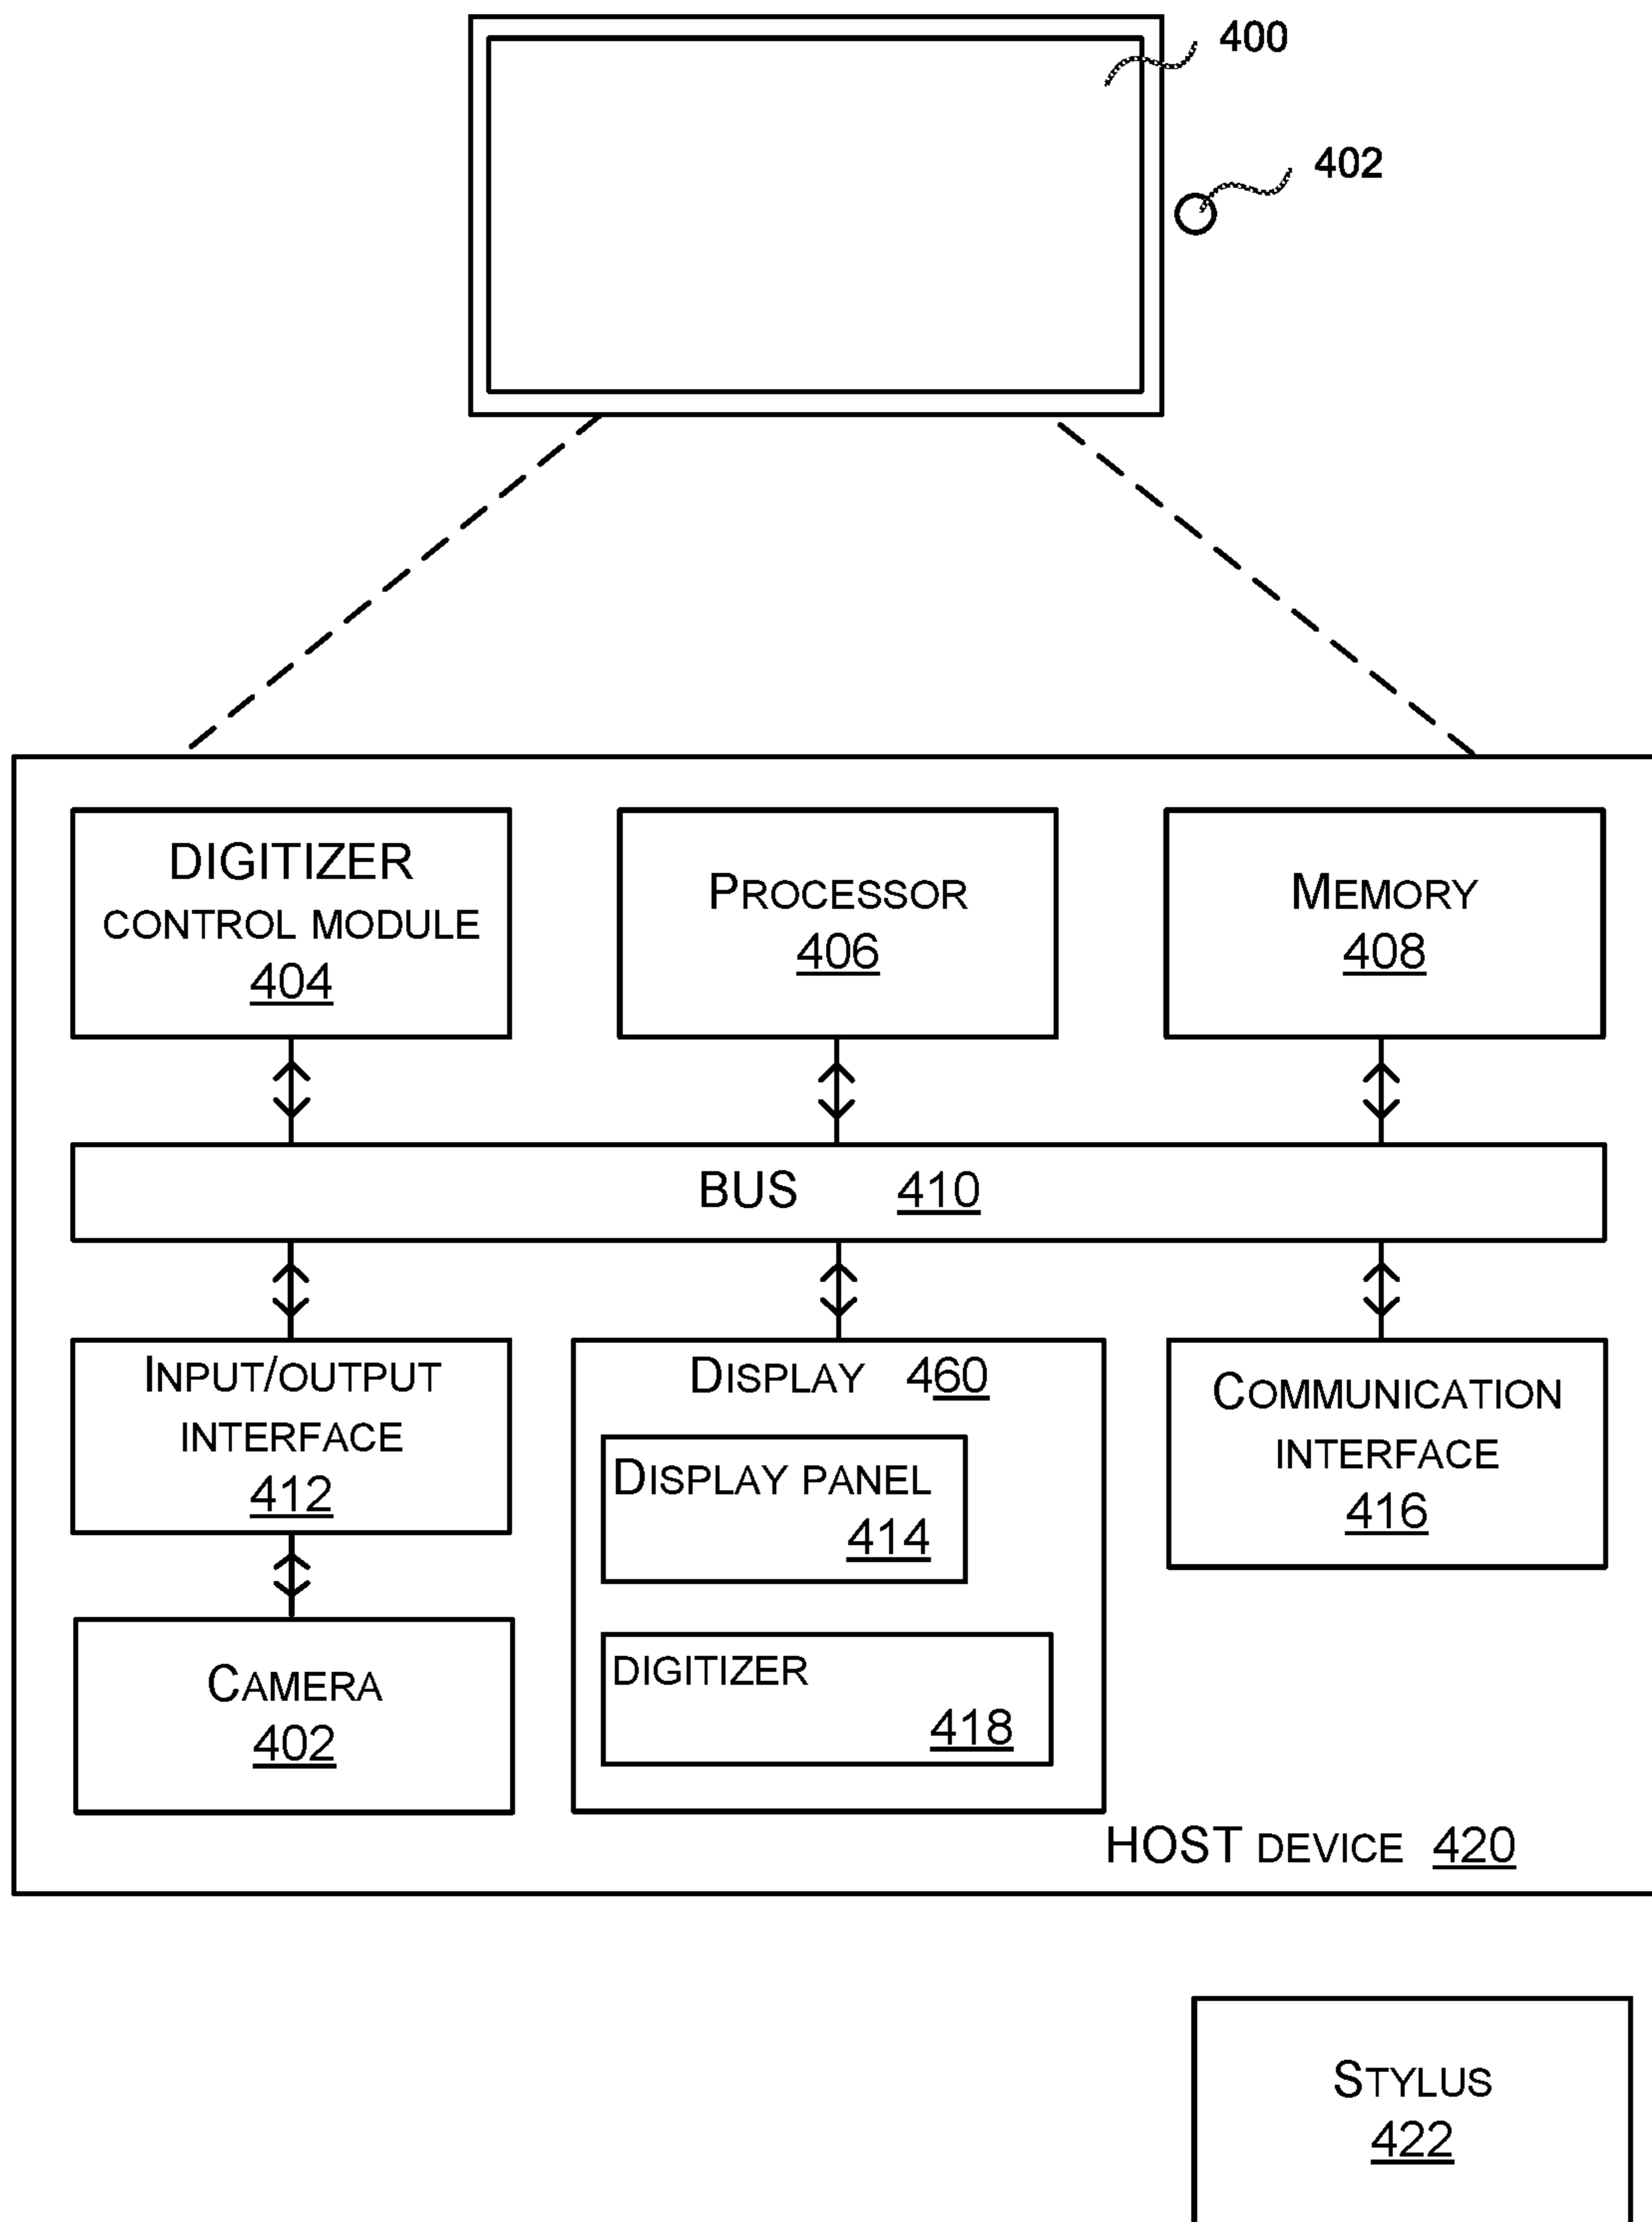 400
402
DIGITIZER
CONTROL MODULE
404
PROCESSOR
406
MEMORY
408
BUS 410
INPUT/OUTPUT
INTERFACE
412
DISPLAY 460
DISPLAY PANEL
414
DIGITIZER
418
COMMUNICATION
INTERFACE
416
CAMERA
402
HOST DEVICE 420
STYLUS
422